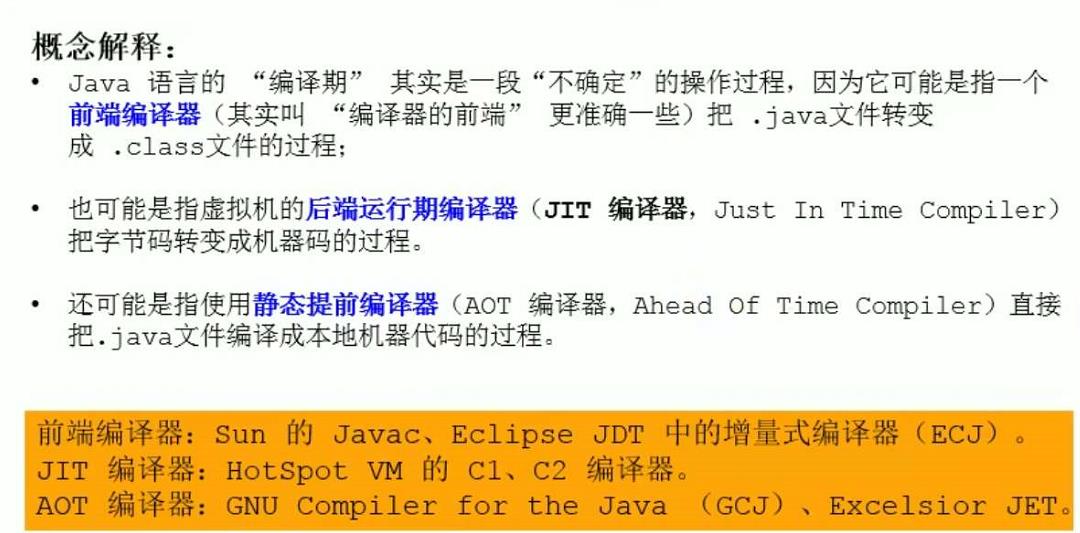 概念解释：
• Java 语言的 “编译期” 其实是一段“不确定”的操作过程，因为它可能是指一个
前端编译器（其实叫 “编译器的前端” 更准确一些）把 .java文件转变
成 .class文件的过程；
• 也可能是指虚拟机的后端运行期编译器（JIT 编译器，Just In Time Compiler）
把字节码转变成机器码的过程。
• 还可能是指使用静态提前编译器（AOT 编译器，Ahead Of Time Compiler）直接
把.java文件编译成本地机器代码的过程。
前端编译器：Sun 的 Javac、Eclipse JDT 中的增量式编译器（ECJ）。
JIT 编译器：HotSpot VM 的 C1、C2 编译器。
AOT 编译器：GNU Compiler for the Java （GCJ）、Excelsior JET。